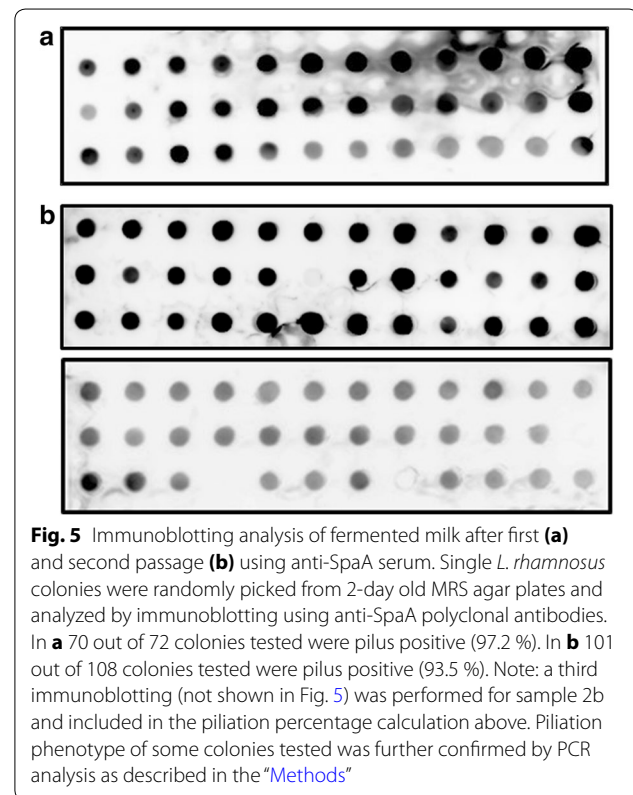 a
b
Fig. 5 Immunoblotting analysis of fermented milk after first (a)
and second passage (b) using anti-SpaA serum. Single L. rhamnosus
colonies were randomly picked from 2-day old MRS agar plates and
analyzed by immunoblotting using anti-SpaA polyclonal antibodies.
In a 70 out of 72 colonies tested were pilus positive (97.2 %). In b 101
out of 108 colonies tested were pilus positive (93.5 %). Note: a third
immunoblotting (not shown in Fig. 5) was performed for sample 2b
and included in the piliation percentage calculation above. Piliation
phenotype of some colonies tested was further confirmed by PCR
analysis as described in the “Methods”